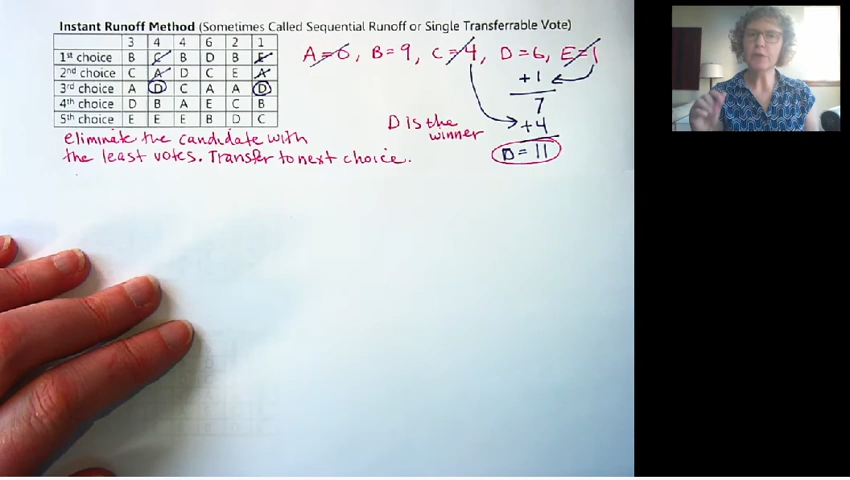 Instant Runoff Method (Sometimes Called Sequential Runoff or Single Transferrable Vote)
3 4 4 6 2 1
1st choice B C B D B E
2nd choice C A D C E A
3rd choice A D C A A D
4th choice D B A E C B
5th choice E E E B D C
A=0, B=9, C=4, D=6, E=1
+1
7
+4
D=11
D is the
winner
eliminate the candidate with
the least votes. Transfer to next choice.